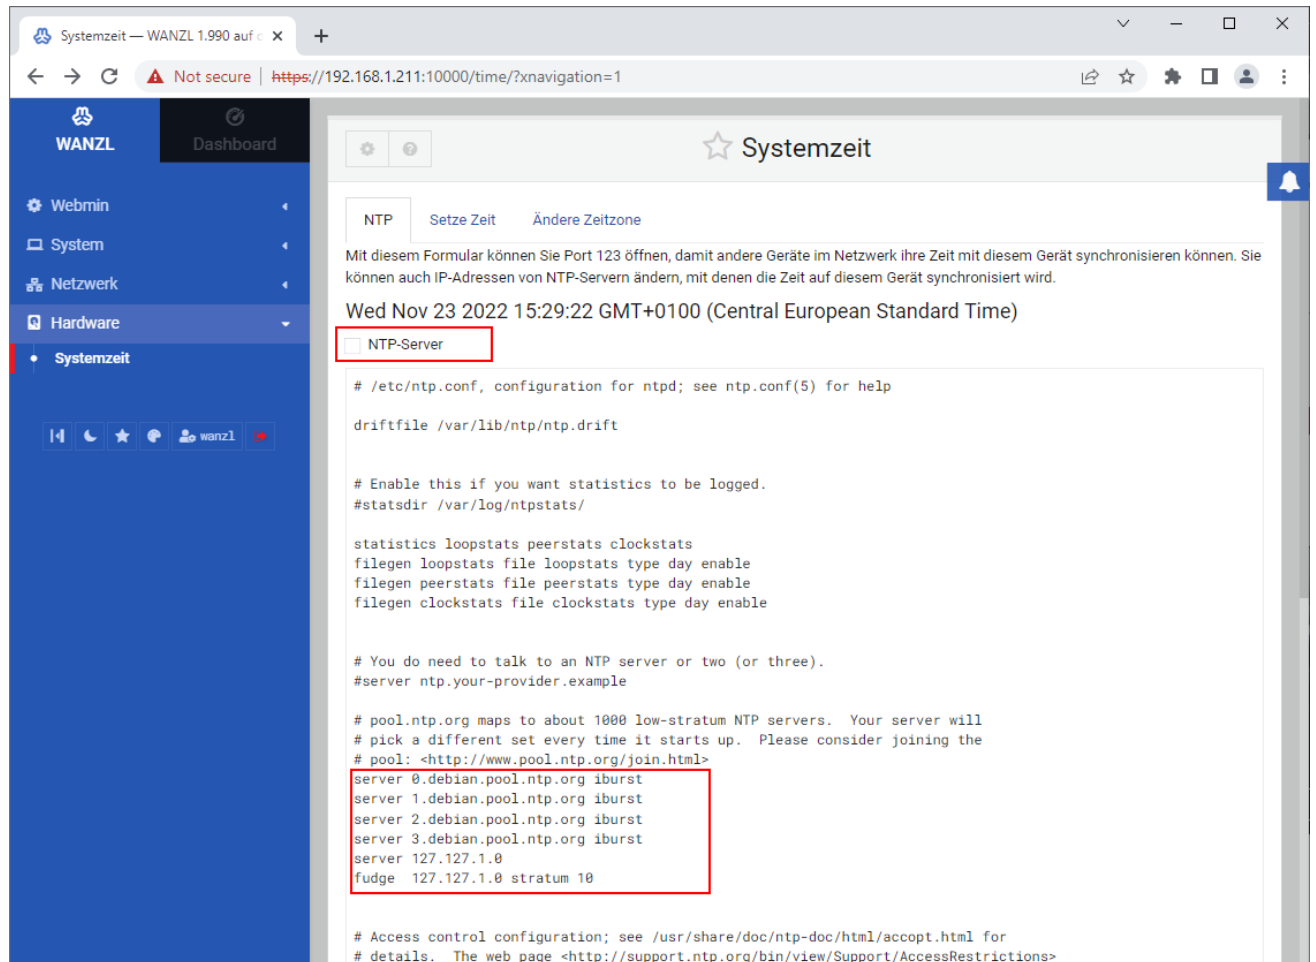 Systemzeit — WANZL 1.990 auf
Not secure
https://192.168.1.211:10000/time/?xnavigation=1
WANZL
Dashboard
Webmin
System
Netzwerk
Hardware
Systemzeit
wanzl
Systemzeit
NTP
Setze Zeit
Ändere Zeitzone
Mit diesem Formular können Sie Port 123 öffnen, damit andere Geräte im Netzwerk ihre Zeit mit diesem Gerät synchronisieren können. Sie
können auch IP-Adressen von NTP-Servern ändern, mit denen die Zeit auf diesem Gerät synchronisiert wird.
Wed Nov 23 2022 15:29:22 GMT+0100 (Central European Standard Time)
NTP-Server
# /etc/ntp.conf, configuration for ntpd; see ntp.conf(5) for help
driftfile /var/lib/ntp/ntp.drift
# Enable this if you want statistics to be logged.
#statsdir /var/log/ntpstats/
statistics loopstats peerstats clockstats
filegen loopstats file loopstats type day enable
filegen peerstats file peerstats type day enable
filegen clockstats file clockstats type day enable
# You do need to talk to an NTP server or two (or three).
#server ntp.your-provider.example
# pool.ntp.org maps to about 1000 low-stratum NTP servers.  Your server will
# pick a different set every time it starts up.  Please consider joining the
# pool: <http://www.pool.ntp.org/join.html>
server 0.debian.pool.ntp.org iburst
server 1.debian.pool.ntp.org iburst
server 2.debian.pool.ntp.org iburst
server 3.debian.pool.ntp.org iburst
server 127.127.1.0
fudge  127.127.1.0 stratum 10
# Access control configuration; see /usr/share/doc/ntp-doc/html/accopt.html for
# details.  The web page <http://support.ntp.org/bin/view/Support/AccessRestrictions>